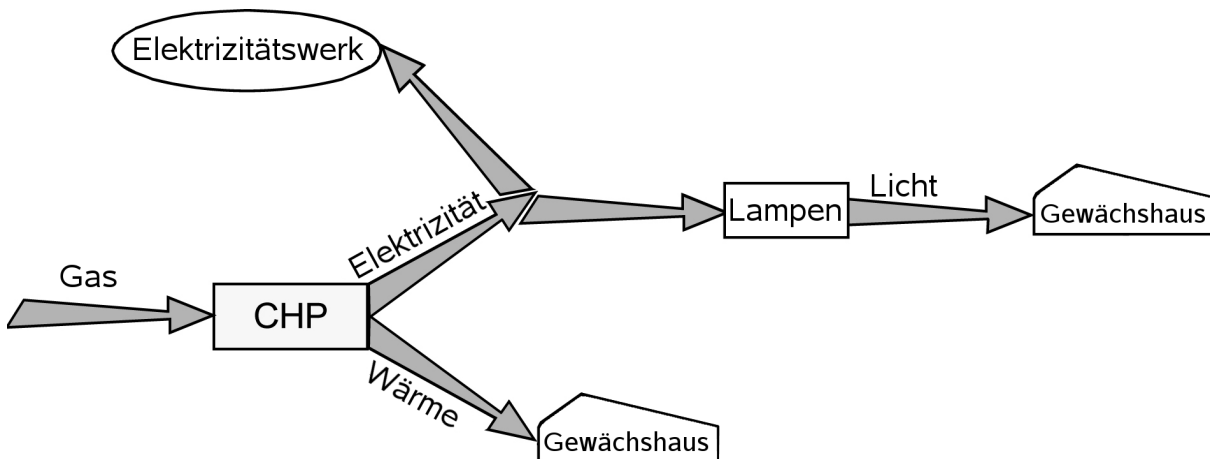 Elektrizitätswerk
Elektrizität
Licht
Lampen
Gewächshaus
Gas
CHP
Wärme
Gewächshaus